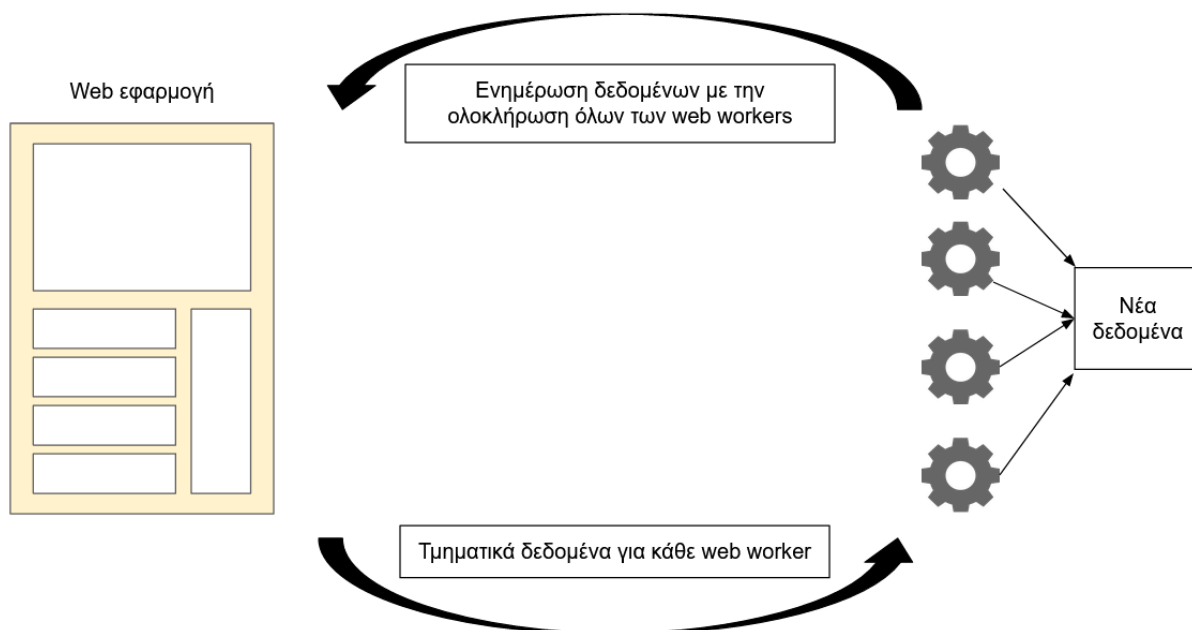 Web εφαρμογή
Ενημέρωση δεδομένων με την
ολοκλήρωση όλων των web workers
Νέα
δεδομένα
Τμηματικά δεδομένα για κάθε web worker